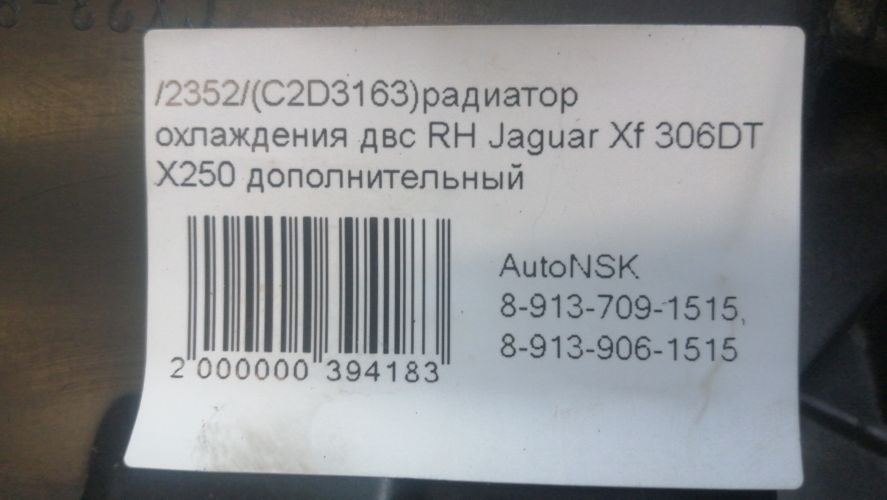 /2352/(C2D3163)радиатор
охлаждения двс RH Jaguar Xf 306DT
X250 дополнительный
AutoNSK
8-913-709-1515,
8-913-906-1515
2 000000 394183